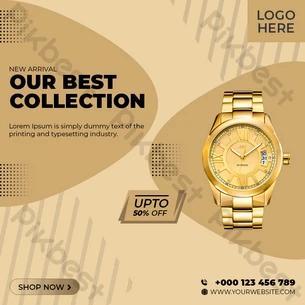 LOGO
HERE
NEW ARRIVAL
OUR BEST
COLLECTION
Lorem Ipsum is simply dummy text of the
printing and typesetting industry.
UPTO
50% OFF
SHOP NOW
+000 123 456 789
WWW.YOURWEBSITE.COM
Pikbest